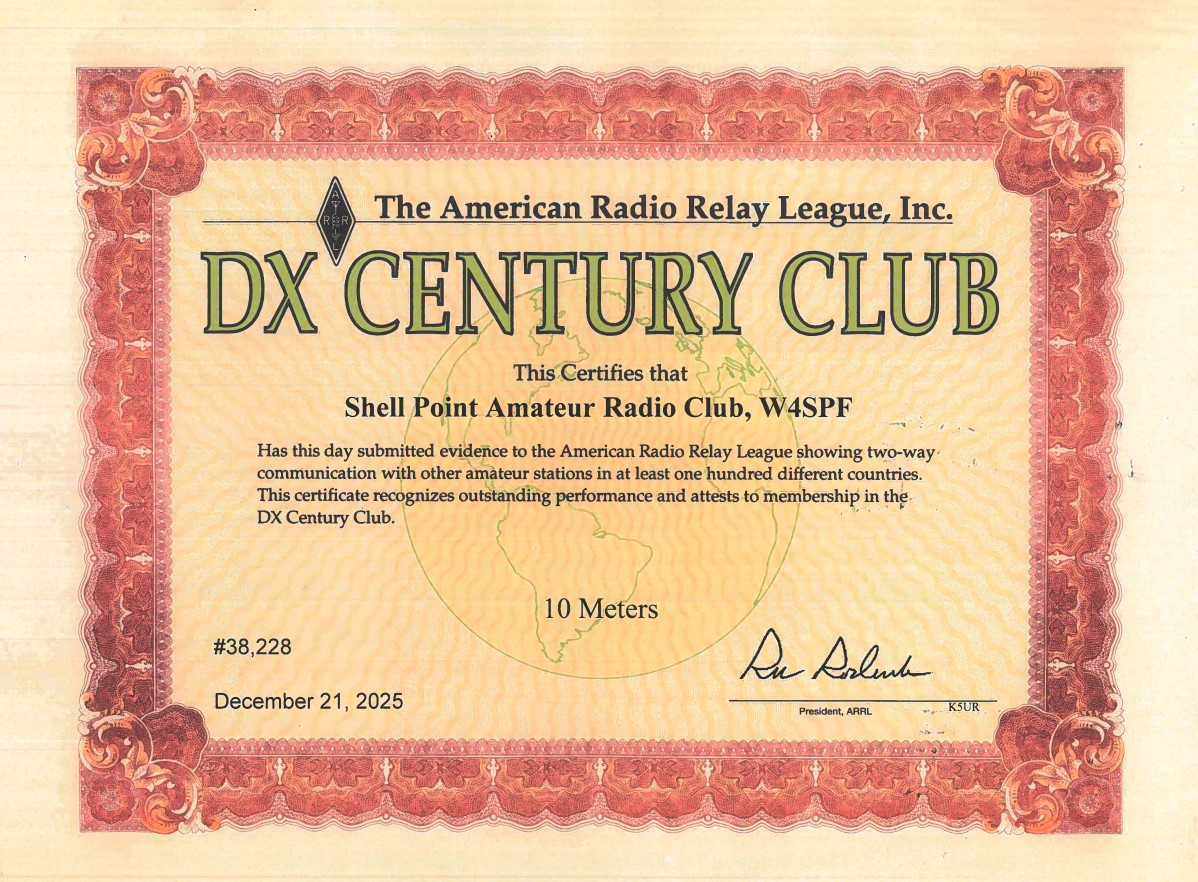 The American Radio Relay League, Inc.
ARRL
DX CENTURY CLUB
This Certifies that
Shell Point Amateur Radio Club, W4SPF
Has this day submitted evidence to the American Radio Relay League showing two-way
communication with other amateur stations in at least one hundred different countries.
This certificate recognizes outstanding performance and attests to membership in the
DX Century Club.
10 Meters
#38,228
December 21, 2025
President, ARRL
K5UR